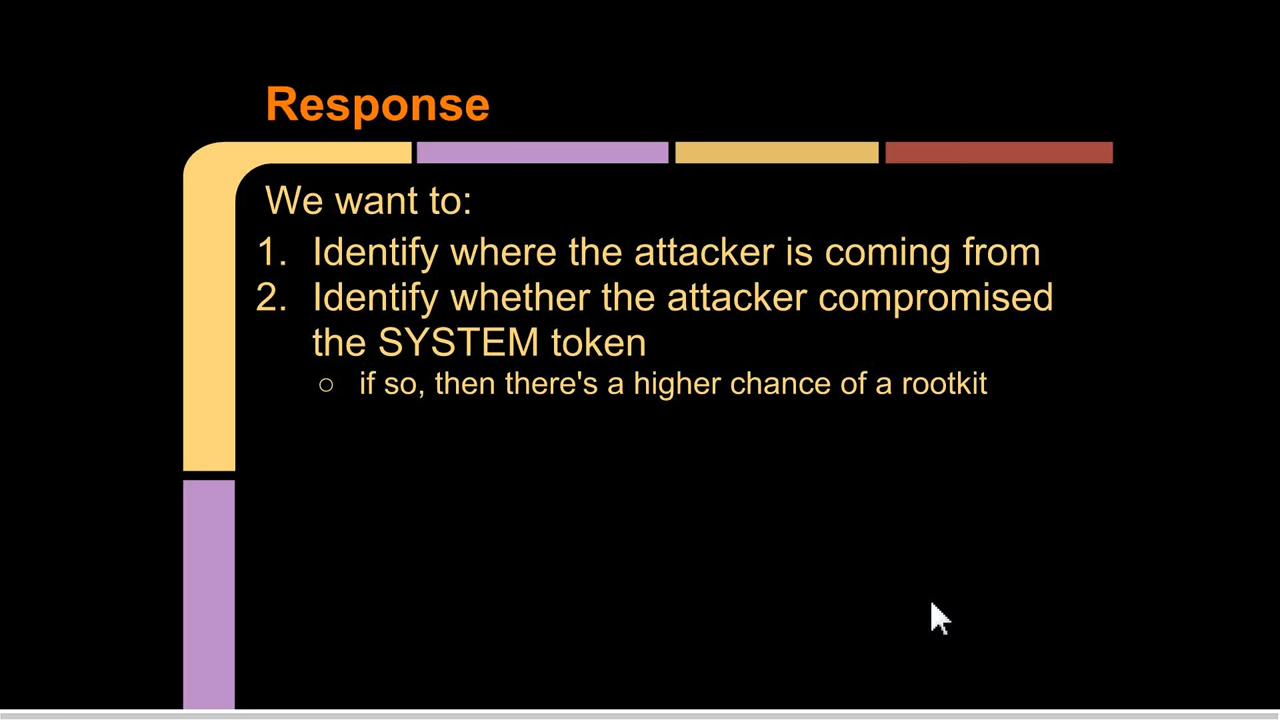 Response
We want to:
1. Identify where the attacker is coming from
2. Identify whether the attacker compromised
the SYSTEM token
○ if so, then there's a higher chance of a rootkit